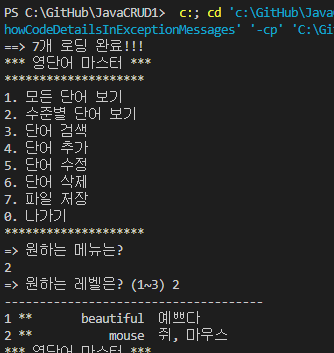 PS C:\GitHub\JavaCRUD1>  c:; cd 'c:\GitHub\Java
howCodeDetailsInExceptionMessages' '-cp' 'C:\Git
==> 7개 로딩 완료!!!
*** 영단어 마스터 ***
********************
1. 모든 단어 보기
2. 수준별 단어 보기
3. 단어 검색
4. 단어 추가
5. 단어 수정
6. 단어 삭제
7. 파일 저장
0. 나가기
********************
=> 원하는 메뉴는?
2
=> 원하는 레벨은? (1~3) 2
-------------------------------------
1 **       beautiful  예쁘다
2 **           mouse  쥐, 마우스
*** 영단어 마스터 ***